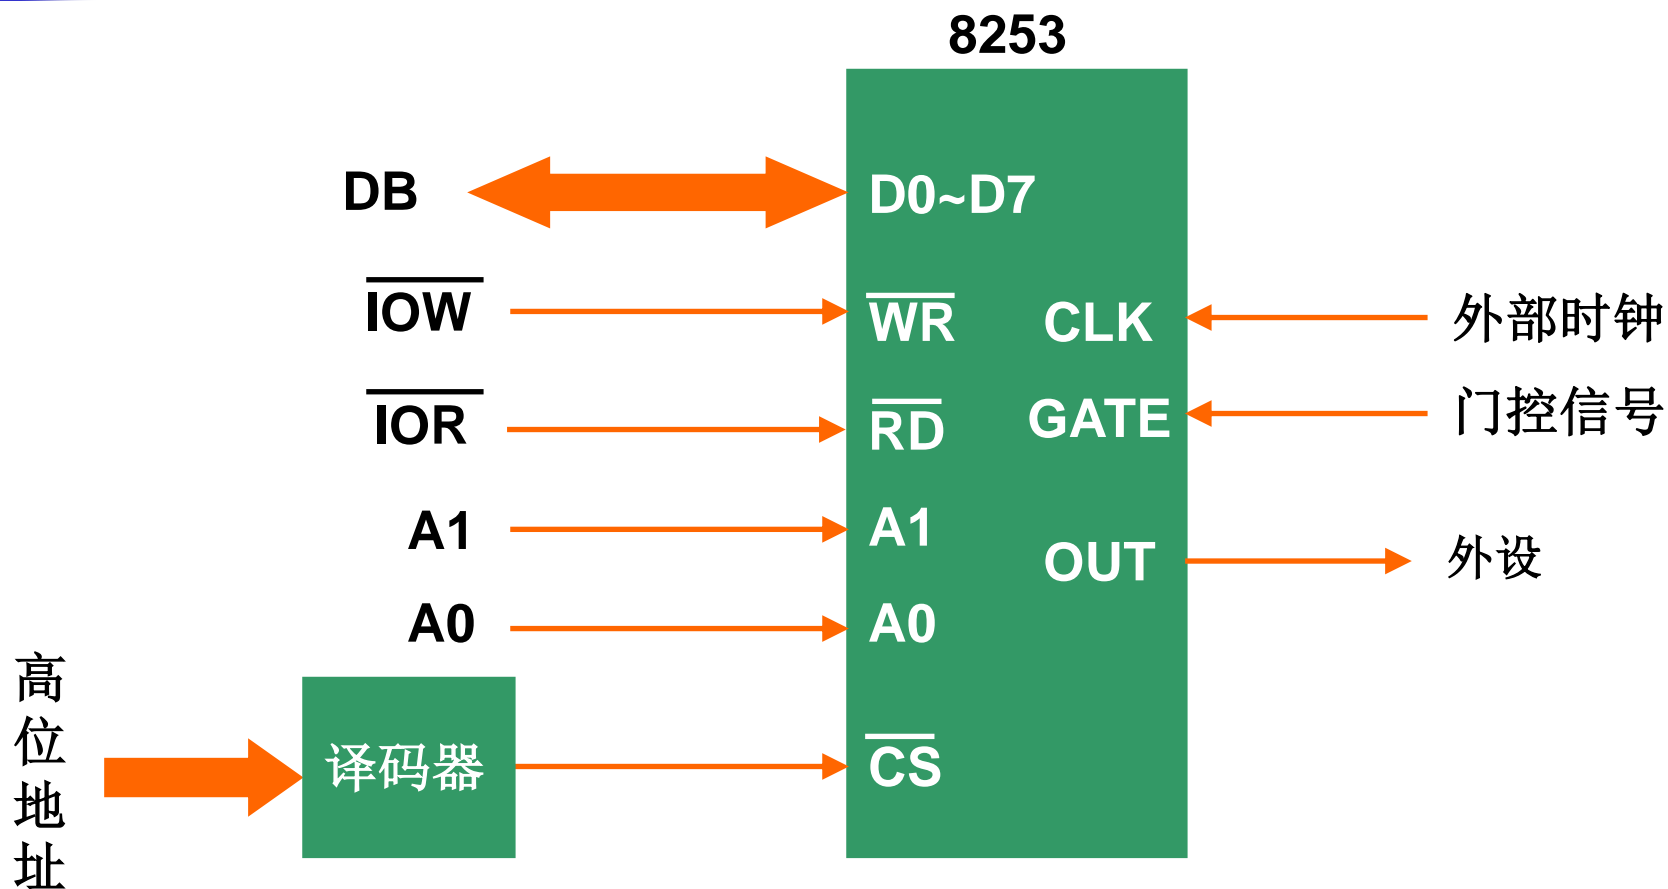 8253
DB
D0~D7
IOW
WR
CLK
外部时钟
IOR
RD
GATE
门控信号
A1
A1
OUT
外设
A0
A0
高位地址
译码器
CS